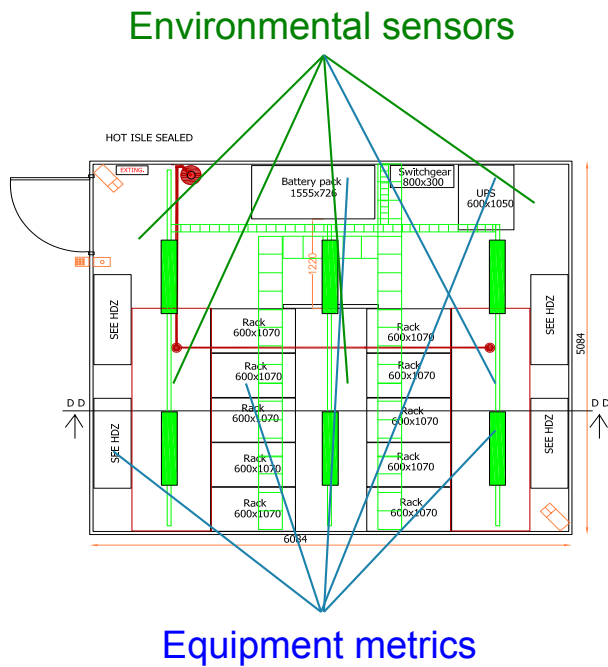 Environmental sensors
HOT ISLE SEALED
EXTING.
Battery pack
1555x726
Switchgear
800x300
UPS
600x1050
1220
SEE HDZ
SEE HDZ
Rack
600x1070
Rack
600x1070
Rack
600x1070
Rack
600x1070
5084
D D
D D
Rack
600x1070
Rack
600x1070
SEE HDZ
SEE HDZ
Rack
600x1070
Rack
600x1070
Rack
600x1070
Rack
600x1070
6084
Equipment metrics